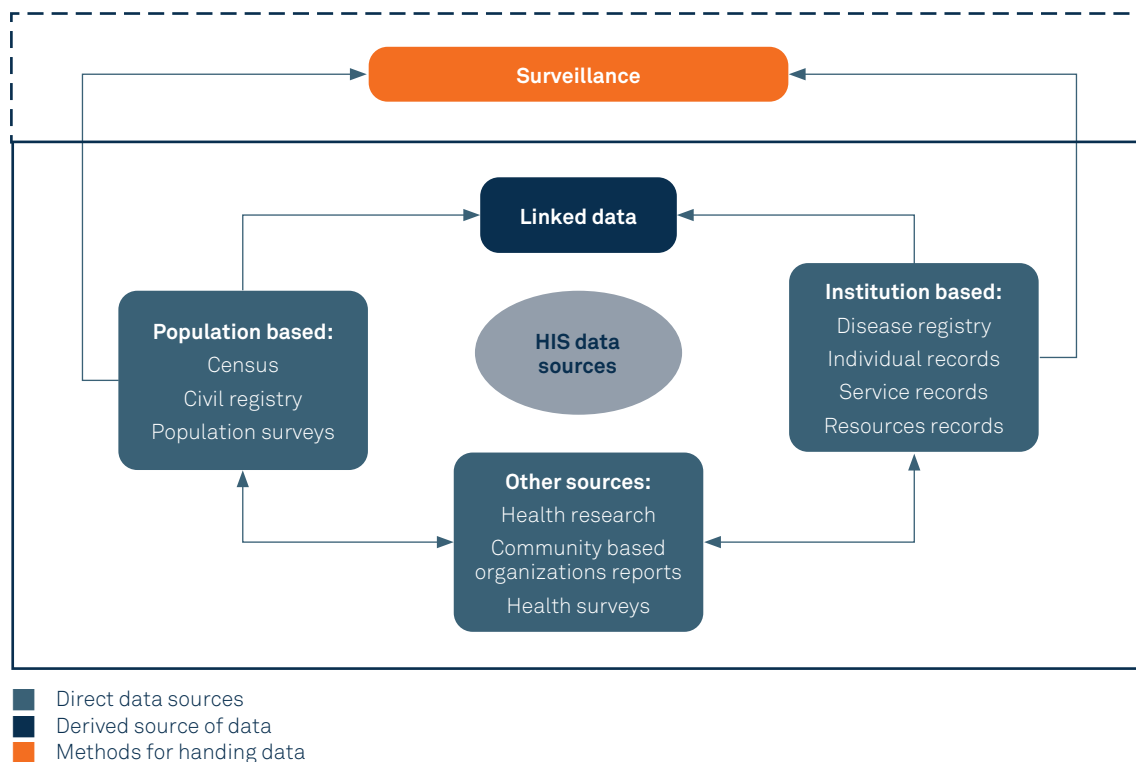 Surveillance
Linked data
Population based:
Census
Civil registry
Population surveys
HIS data
sources
Institution based:
Disease registry
Individual records
Service records
Resources records
Other sources:
Health research
Community based
organizations reports
Health surveys
Direct data sources
Derived source of data
Methods for handing data